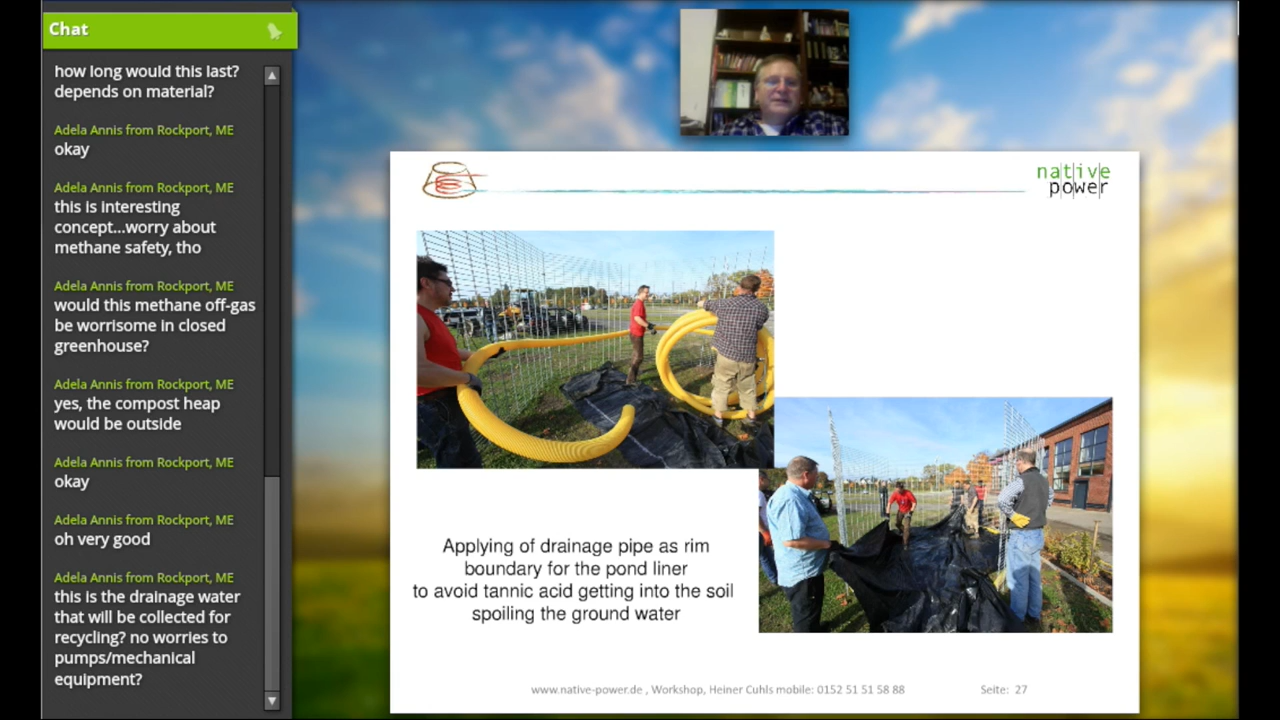 Chat
how long would this last?
depends on material?
Adela Annis from Rockport, ME
okay
Adela Annis from Rockport, ME
this is interesting
concept...worry about
methane safety, tho
Adela Annis from Rockport, ME
would this methane off-gas
be worrisome in closed
greenhouse?
Adela Annis from Rockport, ME
yes, the compost heap
would be outside
Adela Annis from Rockport, ME
okay
Adela Annis from Rockport, ME
oh very good
Adela Annis from Rockport, ME
this is the drainage water
that will be collected for
recycling? no worries to
pumps/mechanical
equipment?
native
power
Applying of drainage pipe as rim
boundary for the pond liner
to avoid tannic acid getting into the soil
spoiling the ground water
www.native-power.de , Workshop, Heiner Cuhls mobile: 0152 51 51 58 88
Seite: 27